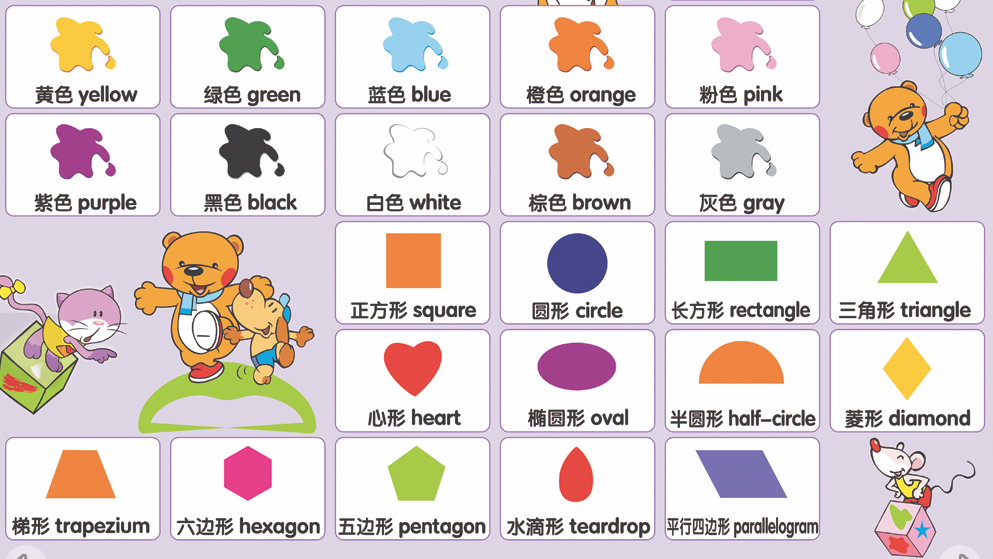 黄色 yellow
绿色 green
蓝色 blue
橙色 orange
粉色 pink
紫色 purple
黑色 black
白色 white
棕色 brown
灰色 gray
正方形 square
圆形 circle
长方形 rectangle
三角形 triangle
心形 heart
椭圆形 oval
半圆形 half-circle
菱形 diamond
梯形 trapezium
六边形 hexagon
五边形 pentagon
水滴形 teardrop
平行四边形 parallelogram